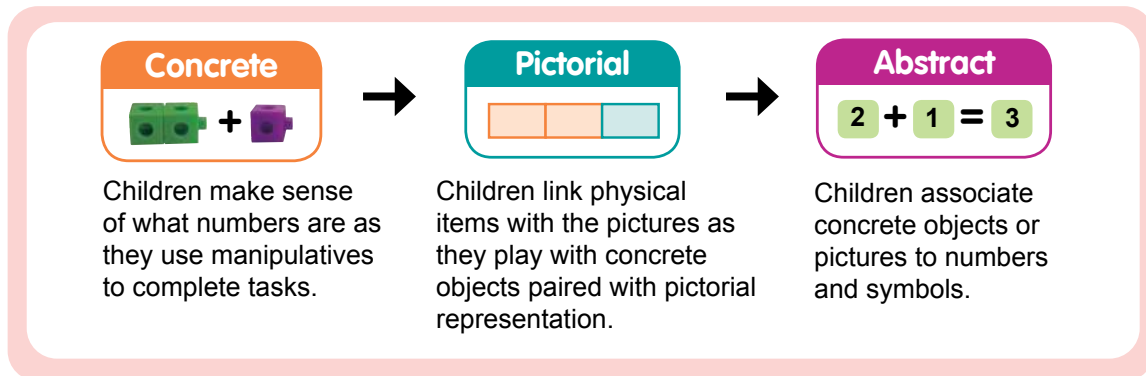 Concrete
+
Children make sense
of what numbers are as
they use manipulatives
to complete tasks.
Pictorial
Children link physical
items with the pictures as
they play with concrete
objects paired with pictorial
representation.
Abstract
2 + 1 = 3
Children associate
concrete objects or
pictures to numbers
and symbols.